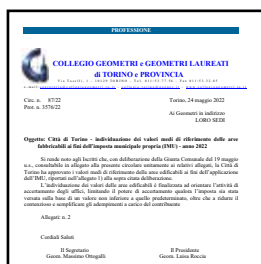 PROFESSIONE
COLLEGIO GEOMETRI e GEOMETRI LAUREATI
di TORINO e PROVINCIA
Circ. n. 87/22
Torino, 24 maggio 2022
Prot. n. 3576/22
Ai Geometri in indirizzo
LORO SEDI
Oggetto: Città di Torino - individuazione dei valori medi di riferimento delle aree
fabbricabili ai fini dell'imposta municipale propria (IMU) - anno 2022
Si rende noto agli Iscritti che, con deliberazione della Giunta Comunale del 19 maggio
u.s., consultabile in allegato alla presente circolare unitamente ai relativi allegati, la Città di
Torino ha approvato i valori medi di riferimento delle aree edificabili ai fini dell'applicazione
dell'IMU, riportati nell'allegato 1) alla sopra citata deliberazione.
L'individuazione dei valori delle aree edificabili è finalizzata ad orientare l'attività di
accertamento degli uffici, limitando il potere di accertamento qualora l'imposta sia stata
versata sulla base di un valore non inferiore a quello predeterminato, oltre che a ridurre il
contenzioso e semplificare gli adempimenti a carico del contribuente
Allegati: n. 2
Cordiali Saluti
Il Segretario
Il Presidente
Geom. Massimo Ottogalli
Geom. Luisa Roccia